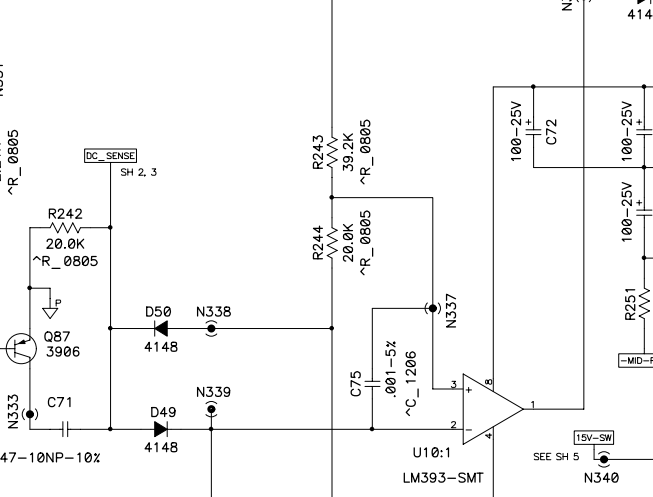 414
100-25V
+
C72
100-25V
+
R243
39.2K
^R_0805
^R_0805
DC_SENSE
SH 2, 3
R242
20.0K
^R_0805
R244
20.0K
^R_0805
100-25V
+
P
D50
4148
N338
N337
R251
Q87
3906
C75
.001-5%
^C_1206
-MID-
N333
C71
N339
D49
4148
3
+
8
1
2
-
4
47-10NP-10%
U10:1
LM393-SMT
15V-SW
SEE SH 5
N340